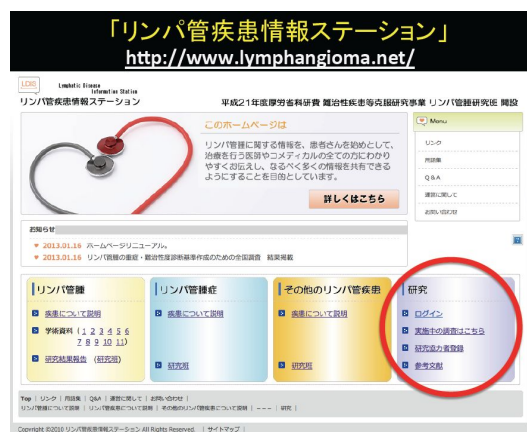 「リンパ管疾患情報ステーション」
http://www.lymphangioma.net/
LDIS Lymphatic Disease
Information Station
リンパ管疾患情報ステーション
平成21年度厚労省科研費 難治性疾患等克服研究事業 リンパ管腫研究班 開設
このホームページは
リンパ管腫に関する情報を、患者さんを始めとして、
治療を行う医師やコメディカルの全ての方にわかり
やすくお伝えし、なるべく多くの情報を共有できる
ようにすることを目的としています。
詳しくはこちら
Menu
リンク
用語集
Q&A
運営に関して
お問い合わせ
お知らせ
2013.01.16 ホームページリニューアル。
2013.01.16 リンパ管腫の重症・難治性度診断基準作成のための全国調査 結果掲載
リンパ管腫
疾患について説明
学術資料 ( 1 2 3 4 5 6
7 8 9 10 11)
研究結果報告 (研究班)
リンパ管腫症
疾患について説明
研究班
その他のリンパ管疾患
疾患について説明
研究班
研究
ログイン
実施中の調査はこちら
研究協力者登録
参考文献
Top | リンク | 用語集 | Q&A | 運営に関して | お問い合わせ |
リンパ管腫について説明 | リンパ管腫症について説明 | その他のリンパ管疾患について説明 | --- | 研究 |
Copyright ©2010 リンパ管疾患情報ステーション All Rights Reserved. | サイトマップ |